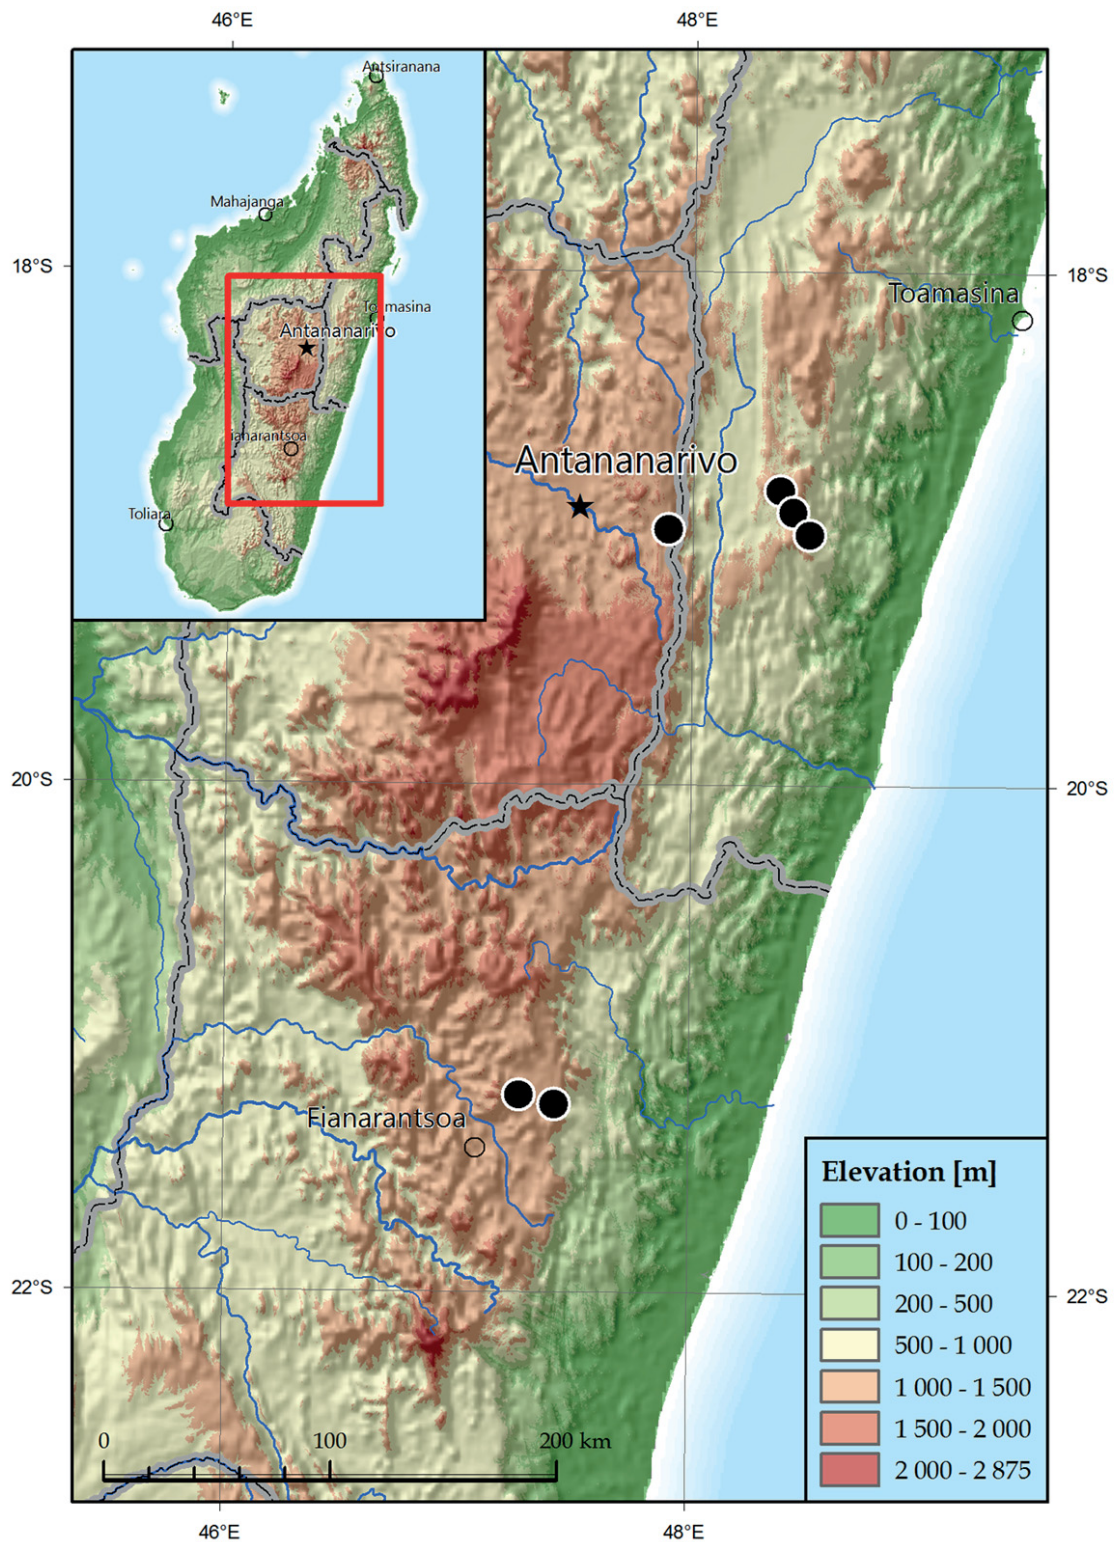 46°E
48°E
Antsiranana
Mahajanga
18°S
18°S
Toamasina
Toamasina
Antananarivo
Antananarivo
Fianarantsoa
Toliara
20°S
20°S
Fianarantsoa
Elevation [m]
0 - 100
100 - 200
200 - 500
500 - 1 000
1 000 - 1 500
1 500 - 2 000
2 000 - 2 875
22°S
22°S
0 100 200 km
46°E
48°E